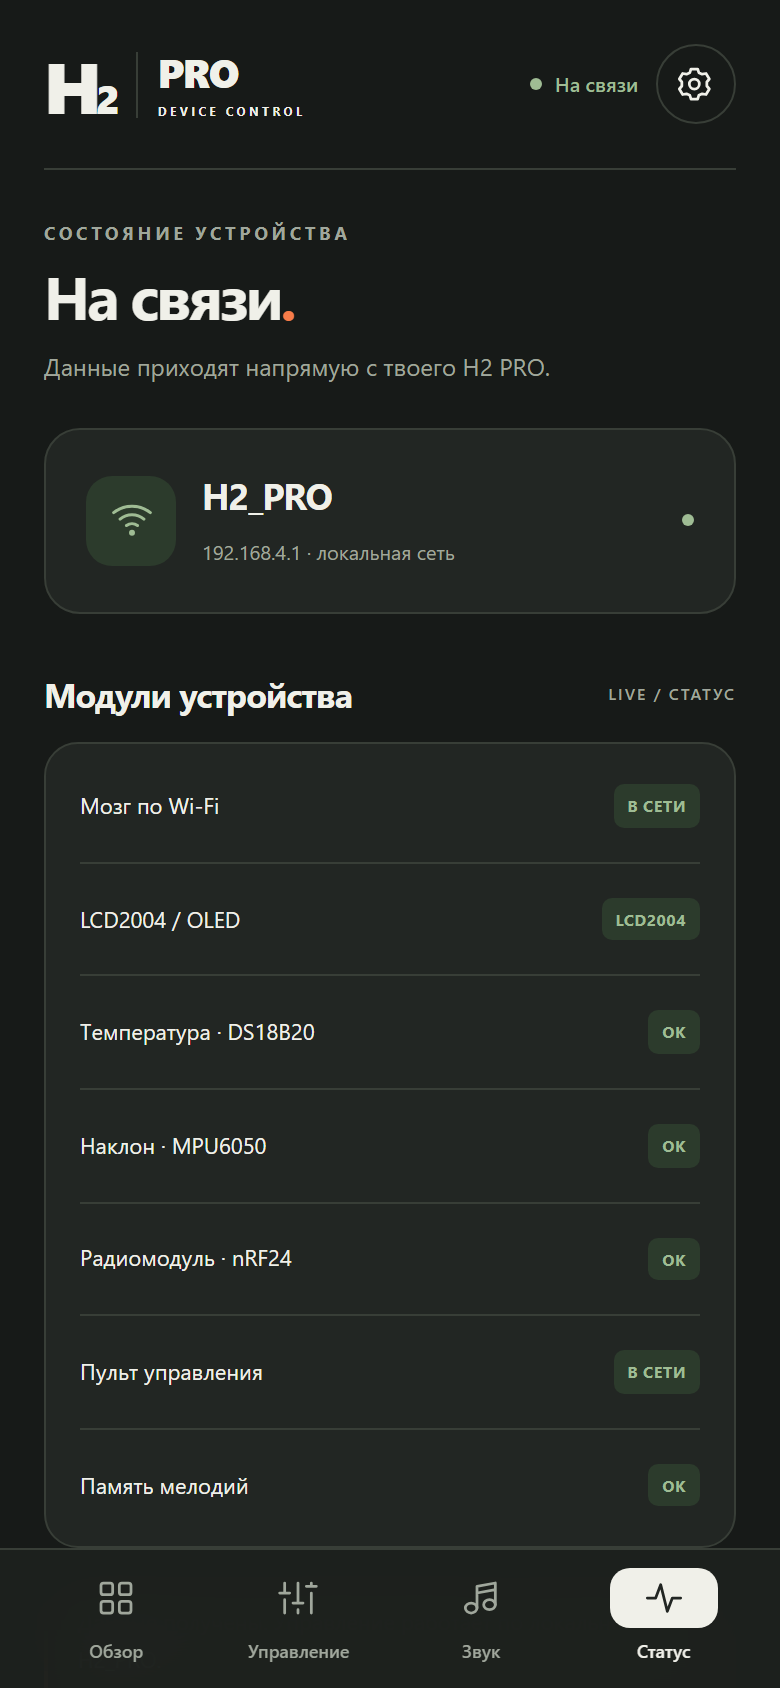 H2
PRO
DEVICE CONTROL
На связи
СОСТОЯНИЕ УСТРОЙСТВА
На связи.
Данные приходят напрямую с твоего H2 PRO.
H2_PRO
192.168.4.1 · локальная сеть
Модули устройства
LIVE / СТАТУС
Мозг по Wi-Fi
В СЕТИ
LCD2004 / OLED
LCD2004
Температура · DS18B20
OK
Наклон · MPU6050
OK
Радиомодуль · nRF24
OK
Пульт управления
В СЕТИ
Память мелодий
OK
Обзор
Управление
Звук
Статус